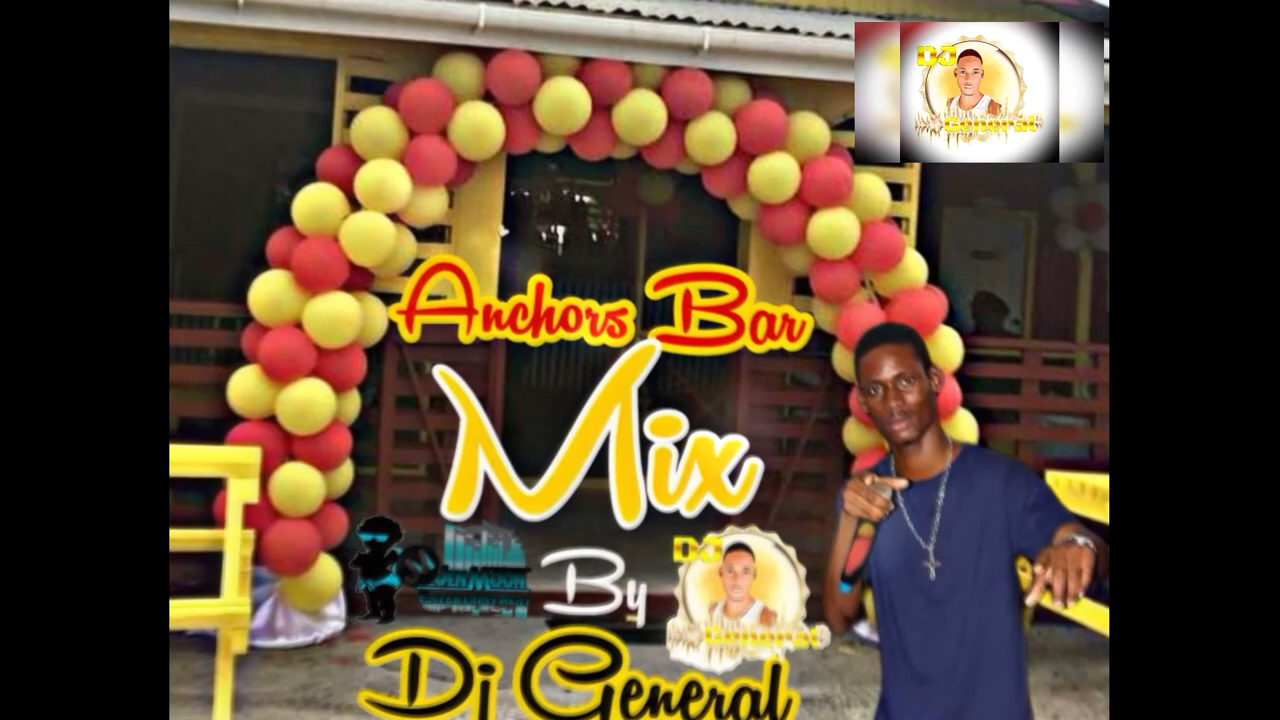 DJ
General
Anchors Bar
Mix
By
DJ
General
Dj General